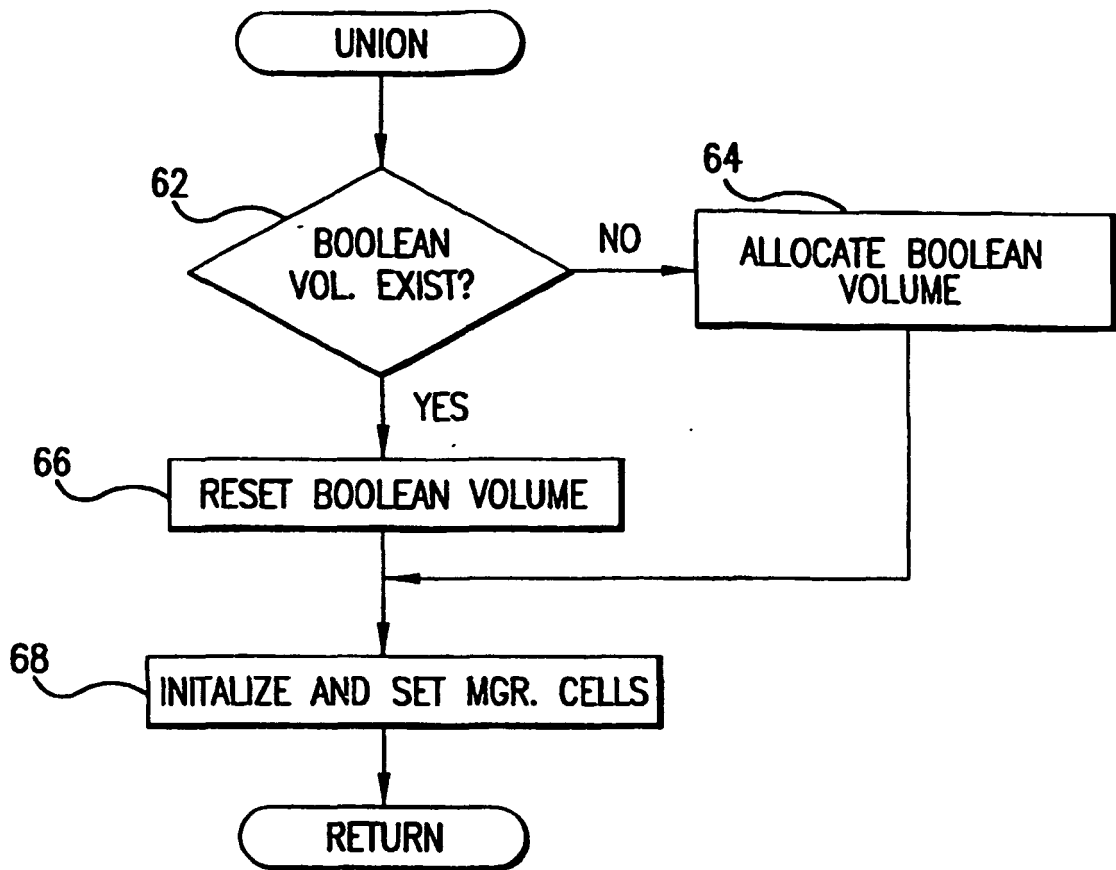 UNION
62
BOOLEAN
VOL. EXIST?
NO
64
ALLOCATE BOOLEAN
VOLUME
YES
66
RESET BOOLEAN VOLUME
68
INITALIZE AND SET MGR. CELLS
RETURN